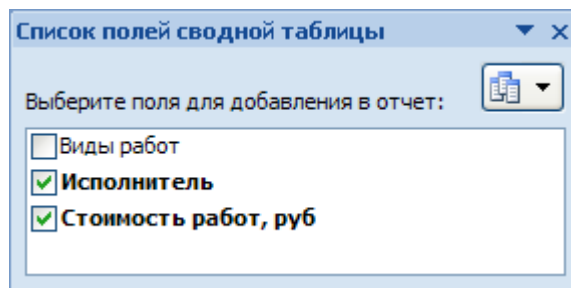 Список полей сводной таблицы
Выберите поля для добавления в отчет:
Виды работ
Исполнитель
Стоимость работ, руб